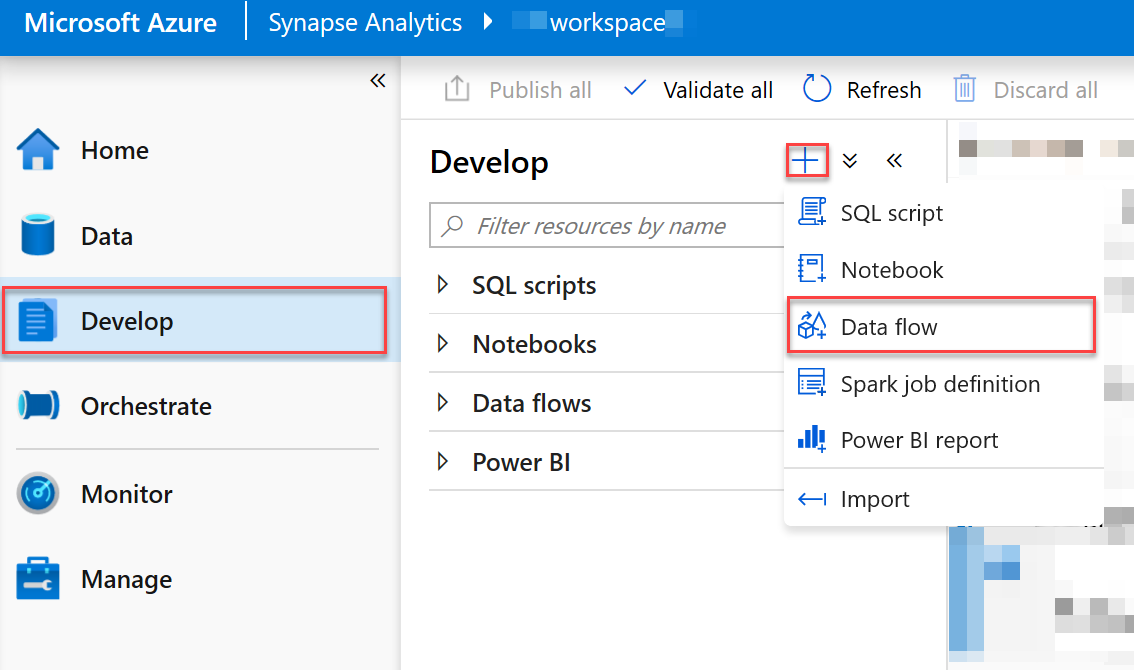 Microsoft Azure
Synapse Analytics
workspace
Publish all
Validate all
Refresh
Discard all
Home
Data
Develop
Orchestrate
Monitor
Manage
Develop
Filter resources by name
SQL scripts
Notebooks
Data flows
Power BI
SQL script
Notebook
Data flow
Spark job definition
Power BI report
Import